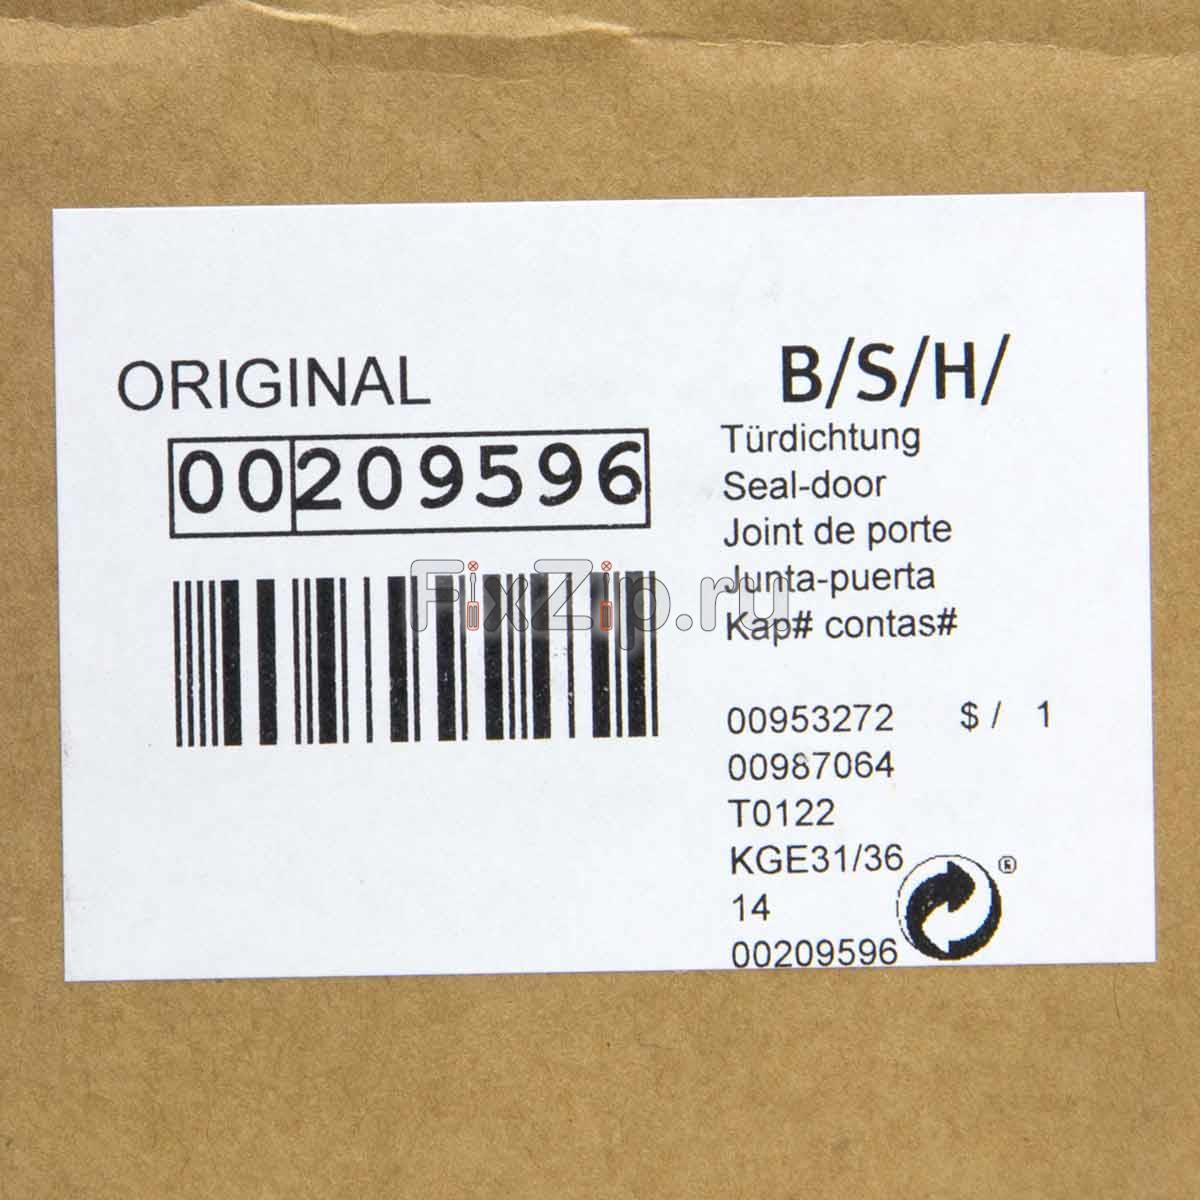 ORIGINAL
00209596
B/S/H/
Türdichtung
Seal-door
Joint de porte
Junta-puerta
Kap# contas#
FixZip.ru
00953272 $ / 1
00987064
T0122
KGE31/36
14
00209596
®